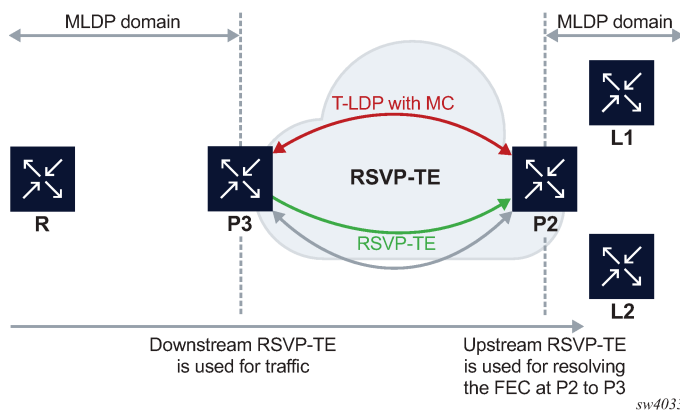 MLDP domain
MLDP domain
T-LDP with MC
L1
RSVP-TE
R
P3
P2
RSVP-TE
L2
Downstream RSVP-TE
is used for traffic
Upstream RSVP-TE
is used for resolving
the FEC at P2 to P3